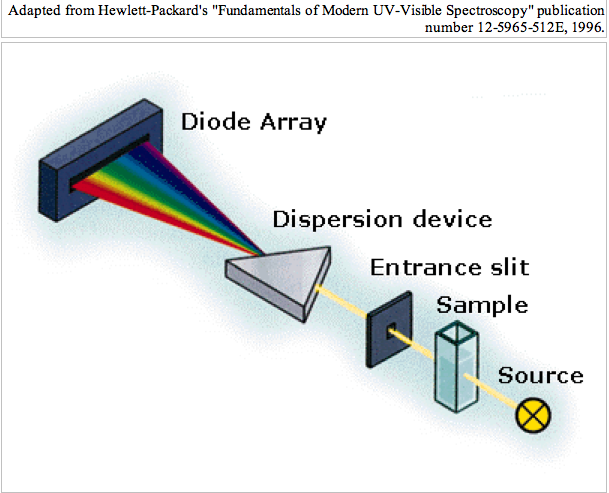 Adapted from Hewlett-Packard's "Fundamentals of Modern UV-Visible Spectroscopy" publication
number 12-5965-512E, 1996.
Diode Array
Dispersion device
Entrance slit
Sample
Source